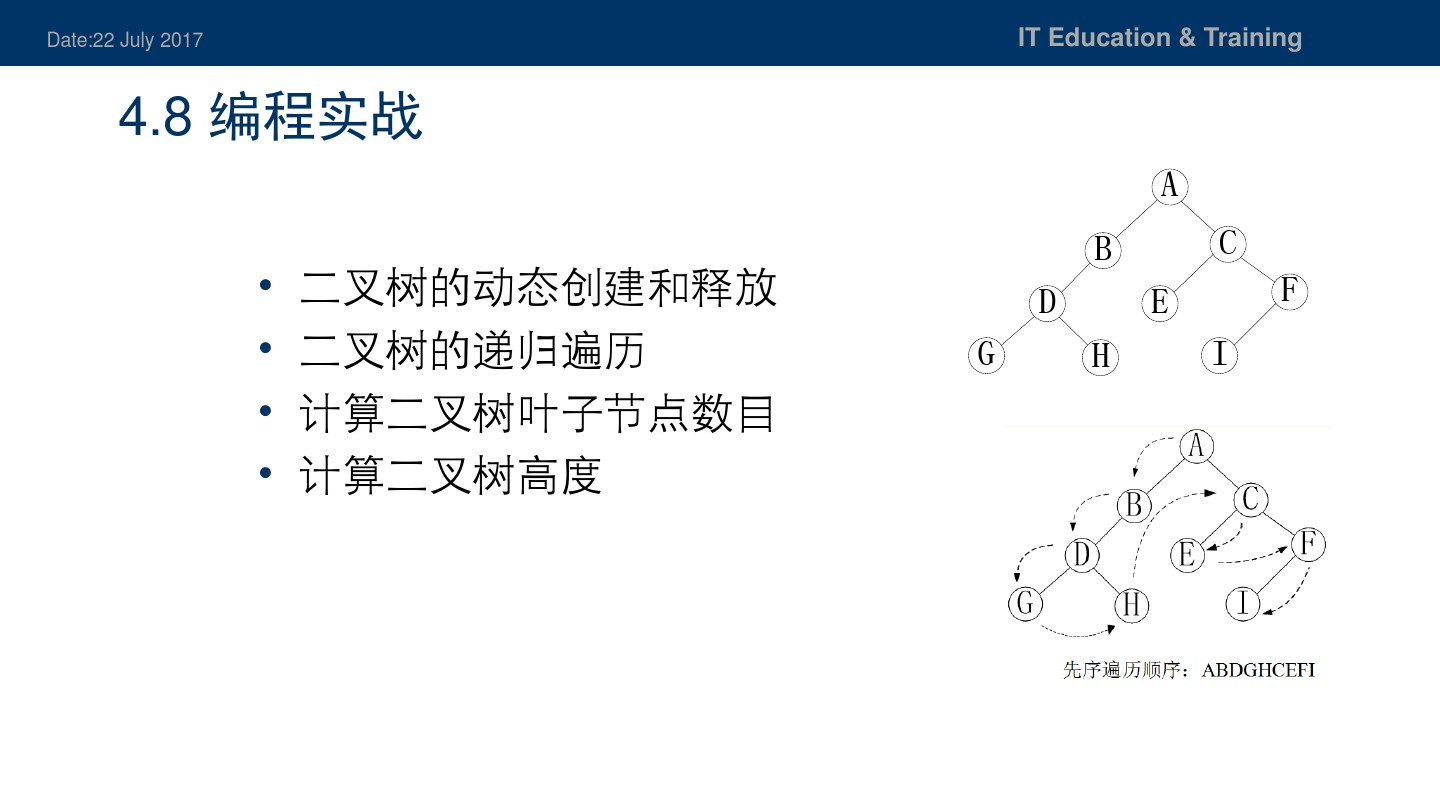 Date:22 July 2017
IT Education & Training
4.8 编程实战
• 二叉树的动态创建和释放
• 二叉树的递归遍历
• 计算二叉树叶子节点数目
• 计算二叉树高度
A
B C
D E F
G H I
A
B C
D E F
G H I
先序遍历顺序：ABDGHCEFI